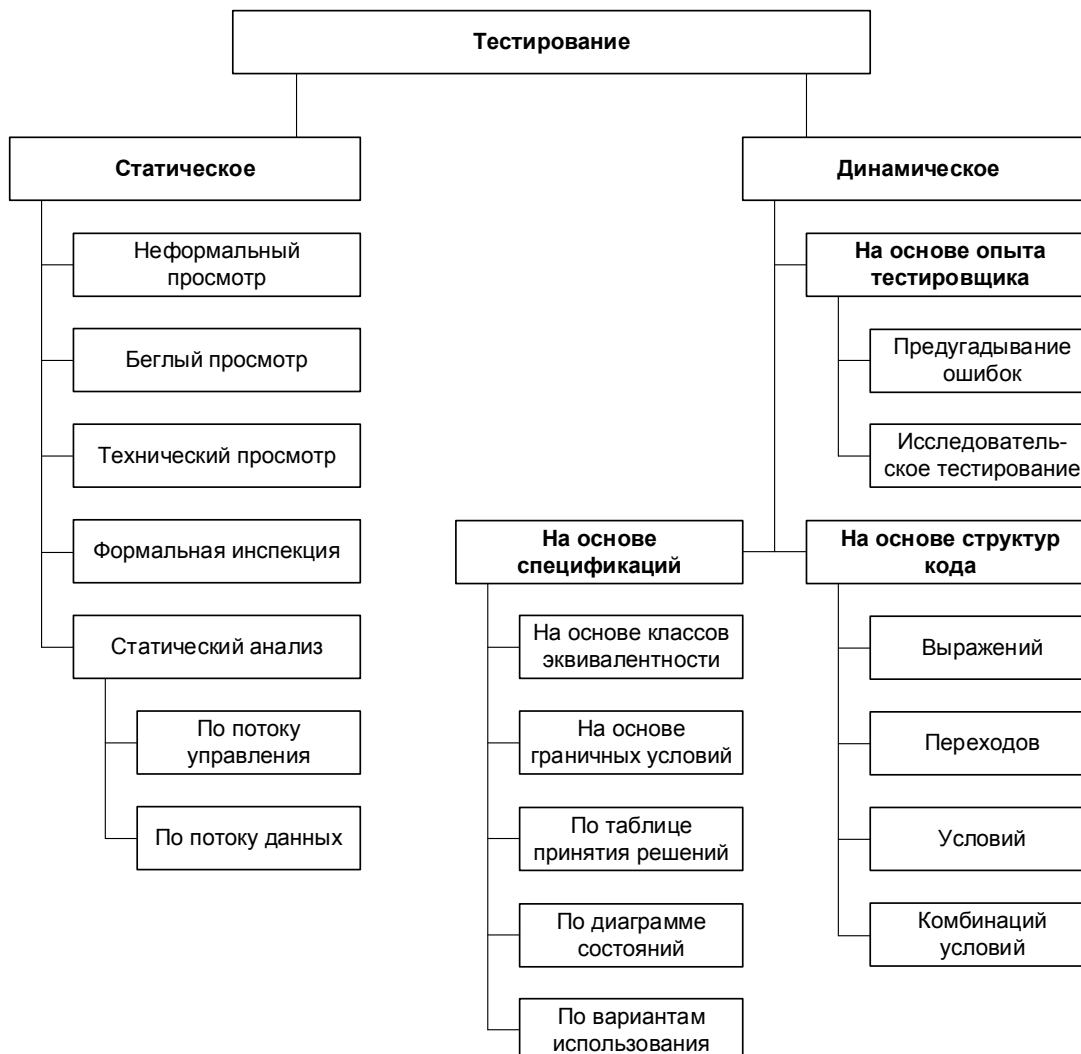 Тестирование
Статическое
Неформальный
просмотр
Беглый просмотр
Технический просмотр
Формальная инспекция
Статический анализ
По потоку
управления
По потоку данных
Динамическое
На основе опыта
тестировщика
Предугадывание
ошибок
Исследователь-
ское тестирование
На основе
спецификаций
На основе классов
эквивалентности
На основе
граничных условий
По таблице
принятия решений
По диаграмме
состояний
По вариантам
использования
На основе структур
кода
Выражений
Переходов
Условий
Комбинаций
условий